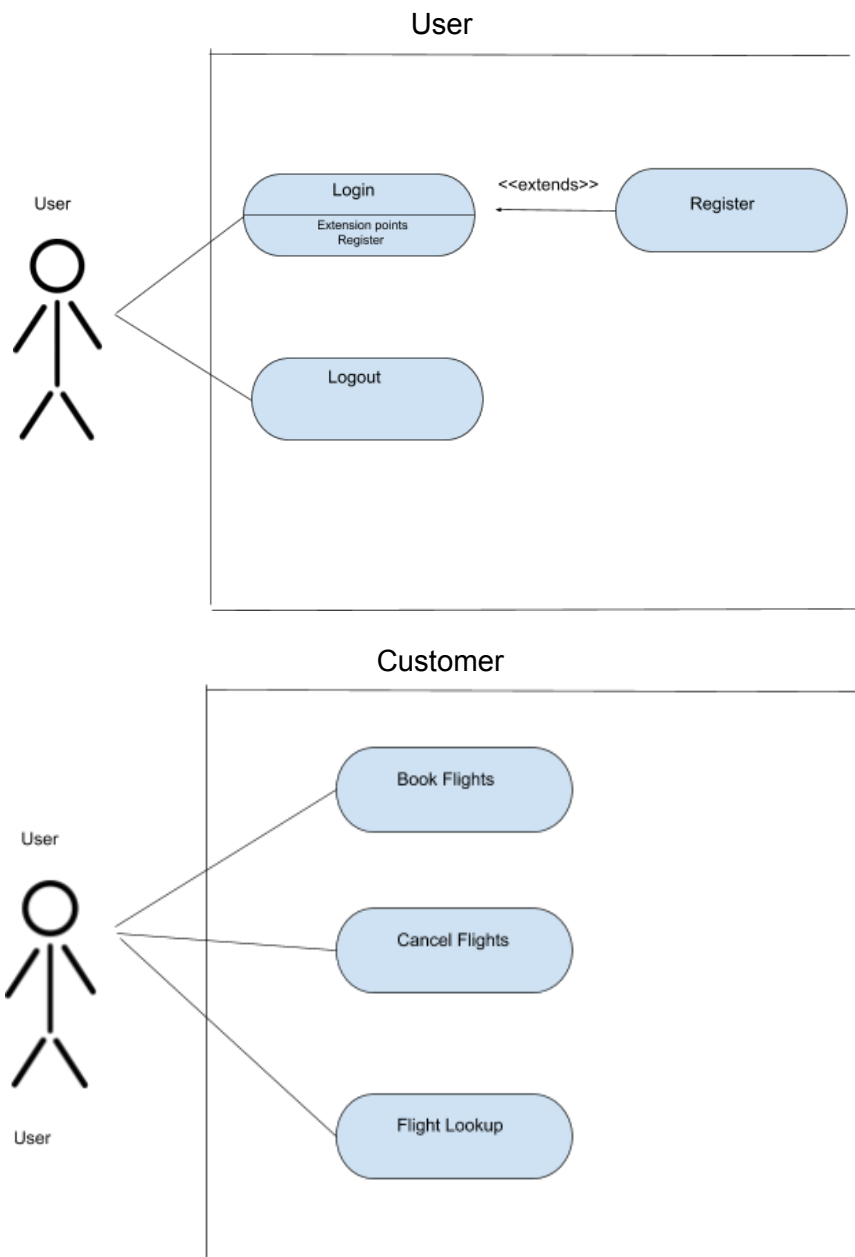 User
User
Login
<<extends>>
Register
Extension points
Register
Logout
Customer
Book Flights
User
Cancel Flights
Flight Lookup
User